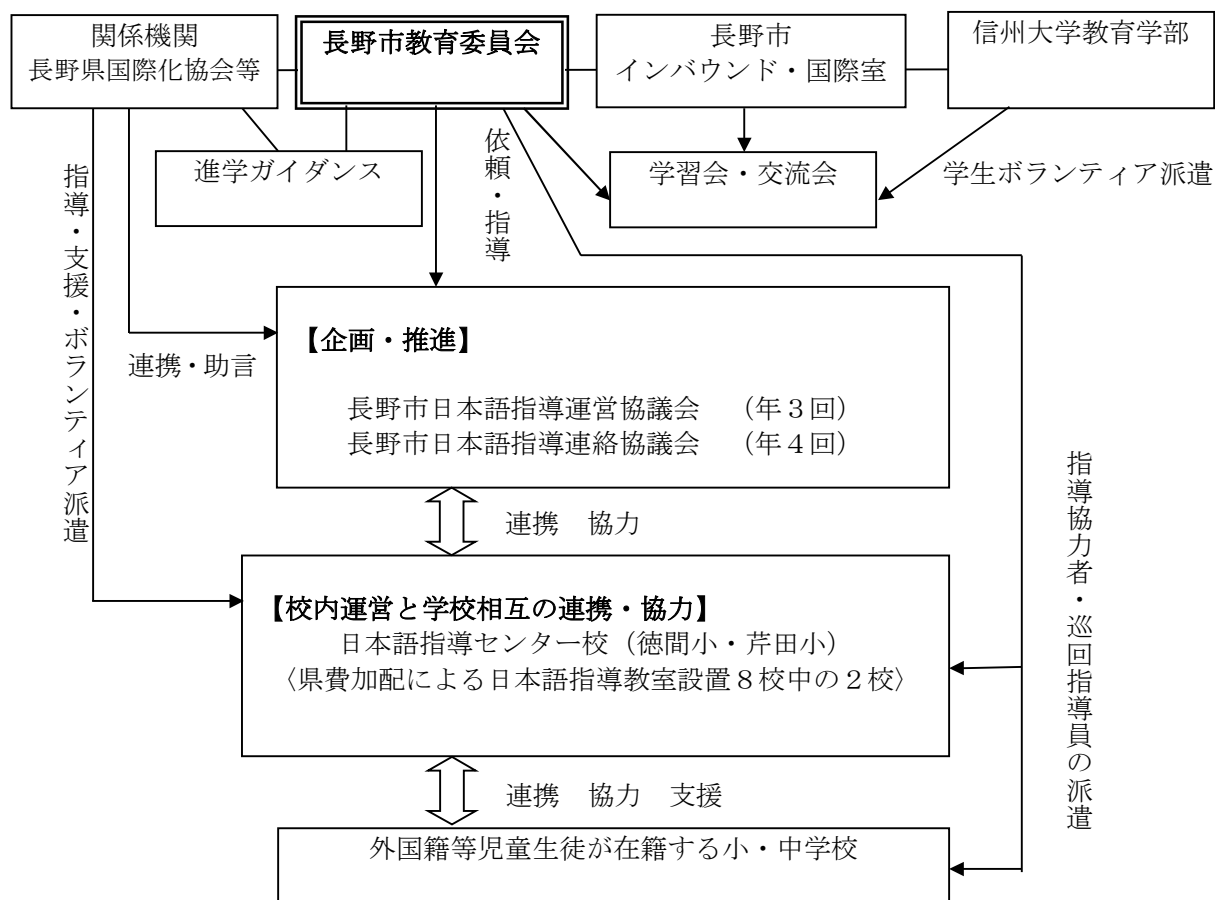 関係機関
長野県国際化協会等
長野市教育委員会
長野市
インバウンド・国際室
信州大学教育学部
進学ガイダンス
依頼・指導
学習会・交流会
学生ボランティア派遣
指導・支援・ボランティア派遣
【企画・推進】
連携・助言
長野市日本語指導運営協議会 （年３回）
長野市日本語指導連絡協議会 （年４回）
連携 協力
指導協力者・巡回指導員の派遣
【校内運営と学校相互の連携・協力】
日本語指導センター校（徳間小・芹田小）
〈県費加配による日本語指導教室設置８校中の２校〉
連携 協力 支援
外国籍等児童生徒が在籍する小・中学校